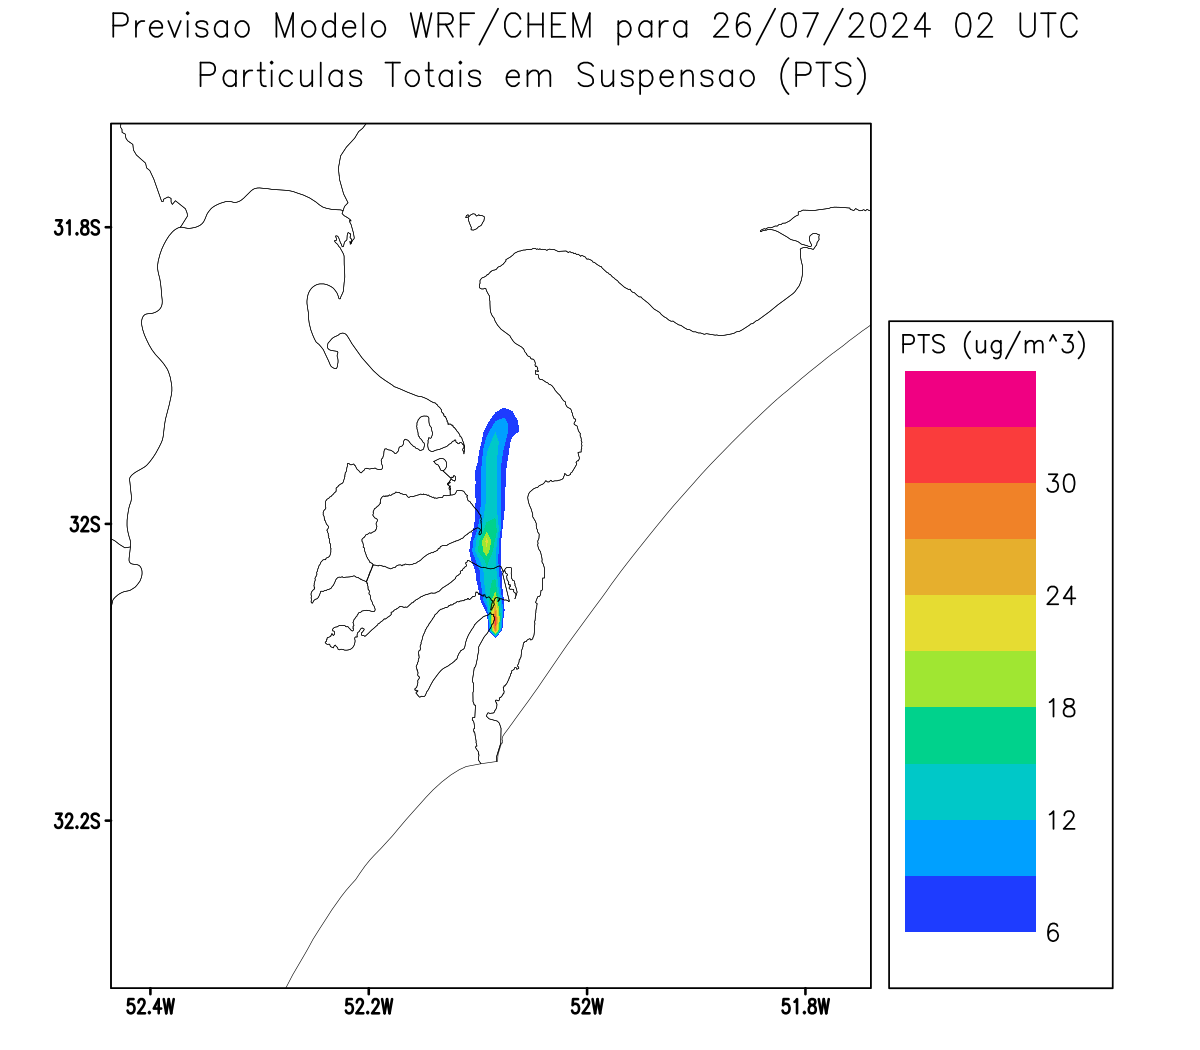 Previsao Modelo WRF/CHEM para 26/07/2024 02 UTC
Particulas Totais em Suspensao (PTS)
31.8S
32S
32.2S
52.4W
52.2W
52W
51.8W
PTS (ug/m^3)
30
24
18
12
6